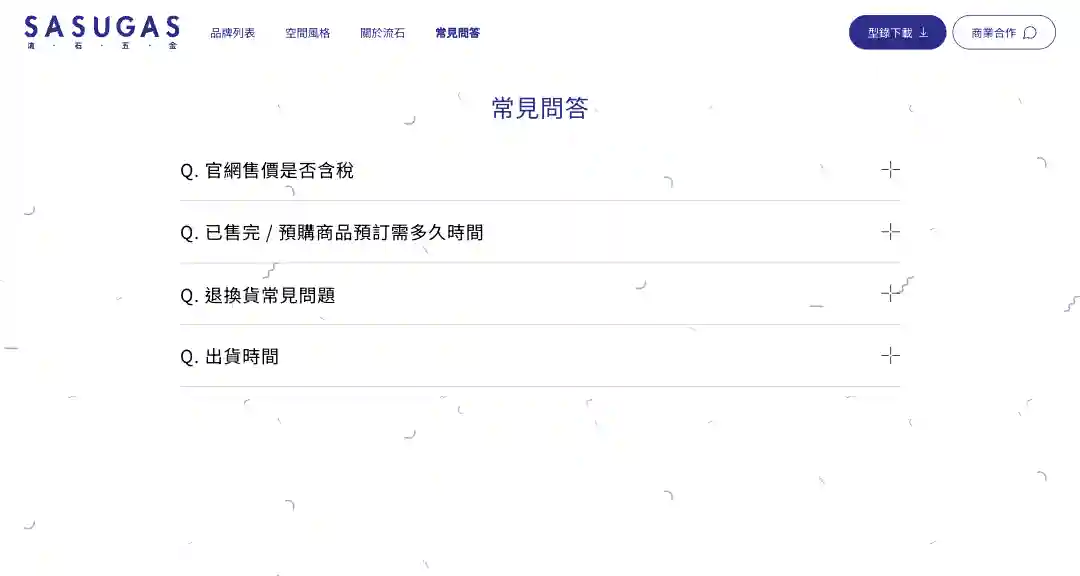 SASUGAS
流·石·五·金
品牌列表
空間風格
關於流石
常見問答
型錄下載
商業合作
常見問答
Q. 官網售價是否含稅
Q. 已售完 / 預購商品預訂需多久時間
Q. 退換貨常見問題
Q. 出貨時間